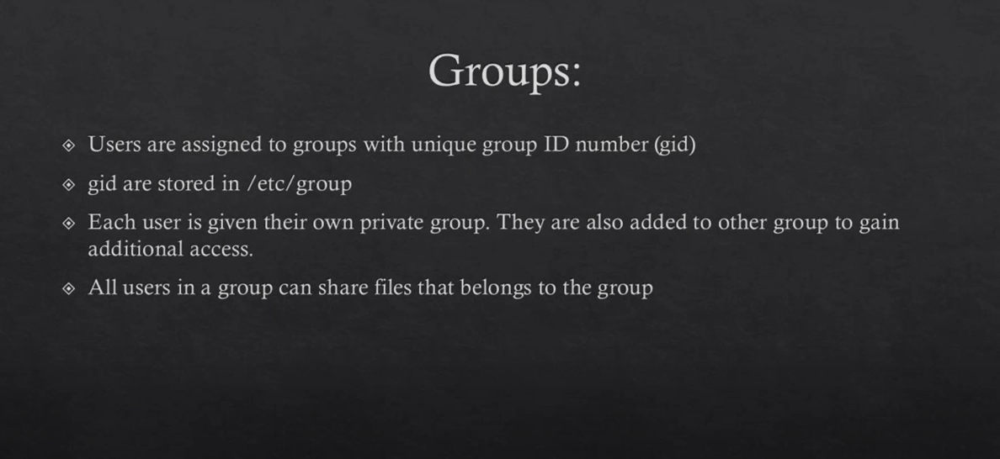 Groups:
Users are assigned to groups with unique group ID number (gid)
gid are stored in /etc/group
Each user is given their own private group. They are also added to other group to gain
additional access.
All users in a group can share files that belongs to the group